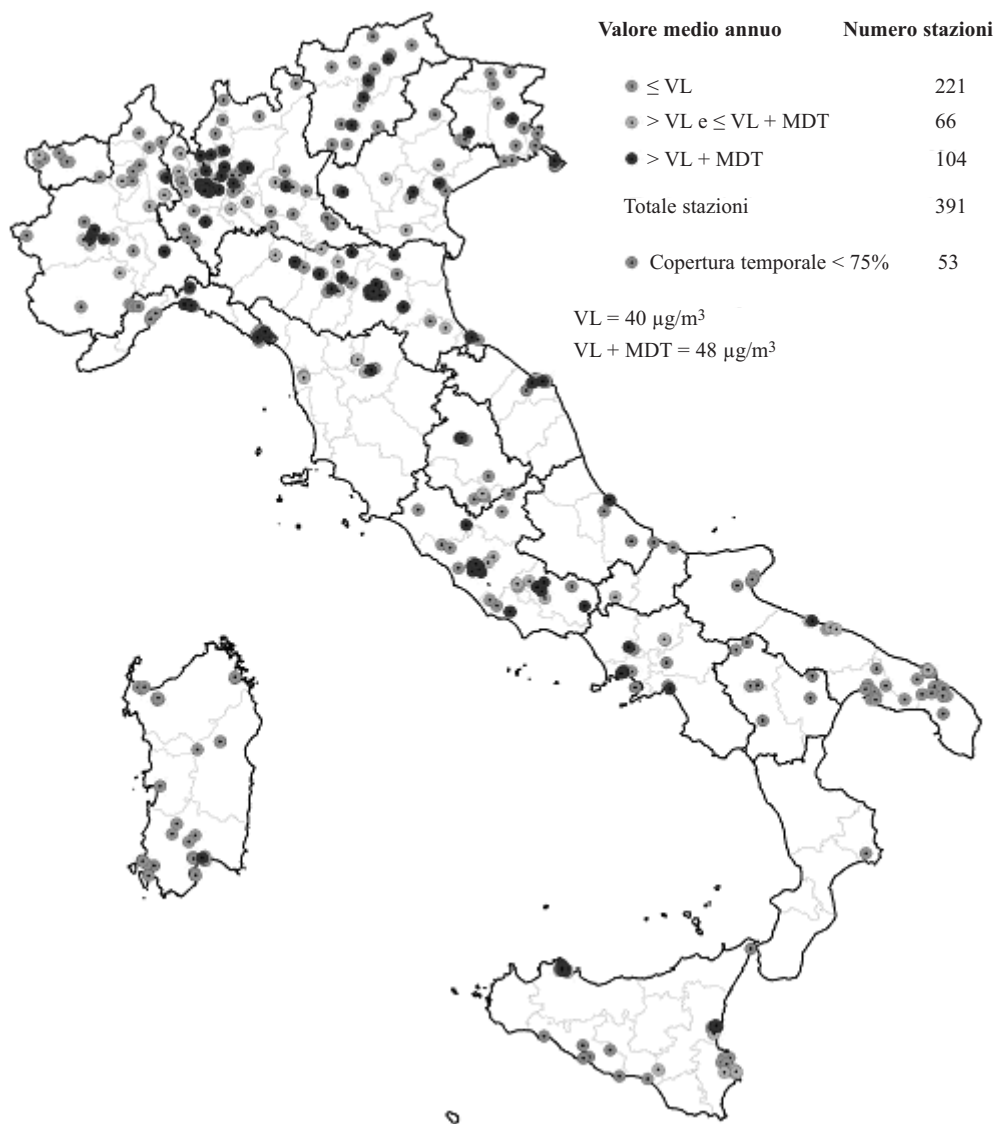 Valore medio annuo Numero stazioni
≤ VL 221
> VL e ≤ VL + MDT 66
> VL + MDT 104
Totale stazioni 391
Copertura temporale < 75% 53
VL = 40 µg/m³
VL + MDT = 48 µg/m³